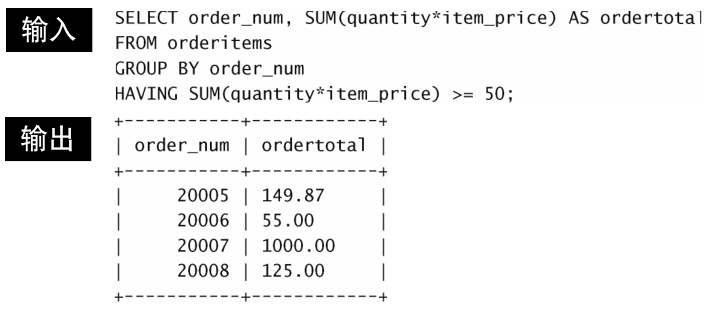 输入
SELECT order_num, SUM(quantity*item_price) AS ordertotal
FROM orderitems
GROUP BY order_num
HAVING SUM(quantity*item_price) >= 50;
输出
+-----------+------------+
| order_num | ordertotal |
+-----------+------------+
|     20005 | 149.87     |
|     20006 | 55.00      |
|     20007 | 1000.00    |
|     20008 | 125.00     |
+-----------+------------+